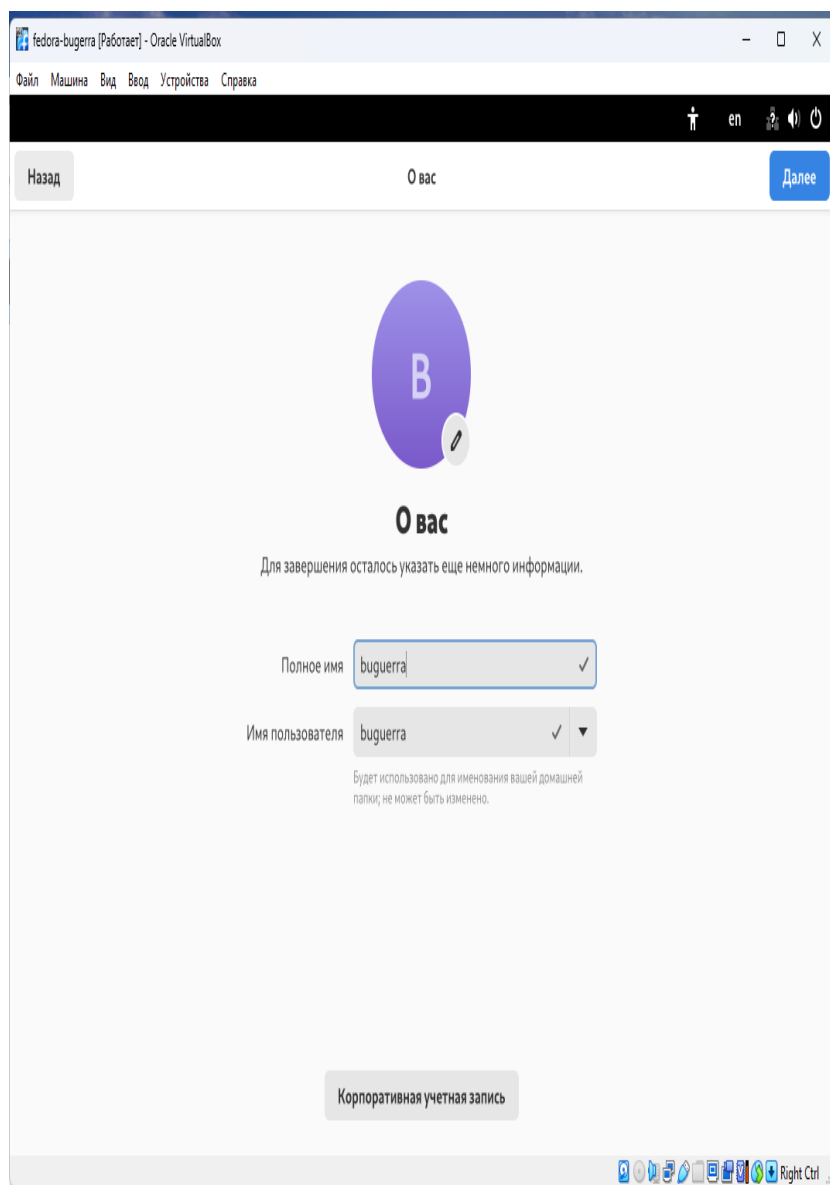 fedora-bugerra [Работает] - Oracle VirtualBox
Файл Машина Вид Ввод Устройства Справка
en
Назад О вас Далее
B
О вас
Для завершения осталось указать еще немного информации.
Полное имя buguerra
Имя пользователя buguerra
Будет использовано для именования вашей домашней
папки; не может быть изменено.
Корпоративная учетная запись
Right Ctrl